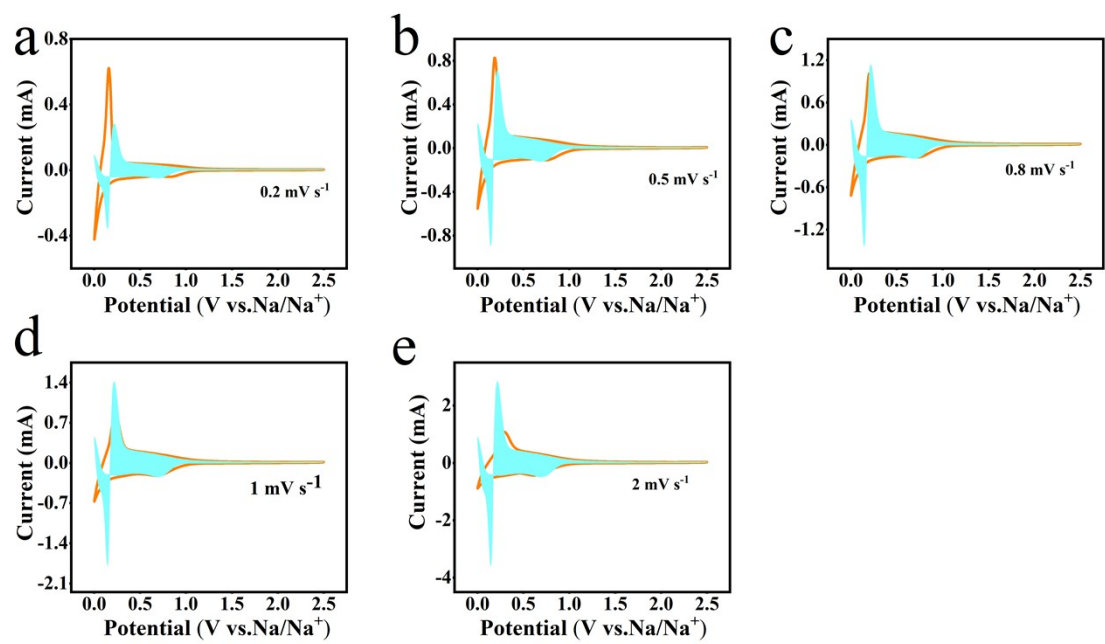 a
0.8
0.4
0.0
-0.4
Current (mA)
0.2 mV s⁻¹
0.0 0.5 1.0 1.5 2.0 2.5
Potential (V vs.Na/Na⁺)
b
0.8
0.4
0.0
-0.4
-0.8
Current (mA)
0.5 mV s⁻¹
0.0 0.5 1.0 1.5 2.0 2.5
Potential (V vs.Na/Na⁺)
c
1.2
0.6
0.0
-0.6
-1.2
Current (mA)
0.8 mV s⁻¹
0.0 0.5 1.0 1.5 2.0 2.5
Potential (V vs.Na/Na⁺)
d
1.4
0.7
0.0
-0.7
-1.4
-2.1
Current (mA)
1 mV s⁻¹
0.0 0.5 1.0 1.5 2.0 2.5
Potential (V vs.Na/Na⁺)
e
2
0
-2
-4
Current (mA)
2 mV s⁻¹
0.0 0.5 1.0 1.5 2.0 2.5
Potential (V vs.Na/Na⁺)